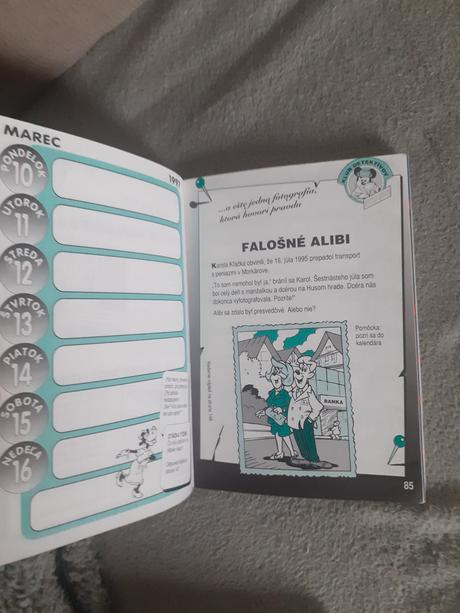 MAREC
1997
PONDELOK
10
UTOROK
11
STREDA
12
ŠTVRTOK
13
PIATOK
14
SOBOTA
15
NEDEĽA
16
KLUB DETEKTÍVOV
...a ešte jedna fotografia,
ktorá hovorí pravdu
FALOŠNÉ ALIBI
Karola Kľačku obvinili, že 16. júla 1995 prepadol transport
s peniazmi v Morkárove.
„To som nemohol byť ja,“ bránil sa Karol. Šestnásteho júla som
bol celý deň s manželkou a dcérou na Husom hrade. Dcéra nás
dokonca vyfotografovala. Pozrite!“
Alibi sa zdalo byť presvedčivé. Alebo nie?
Pomôcka:
pozri sa do
kalendára
BANKA
85